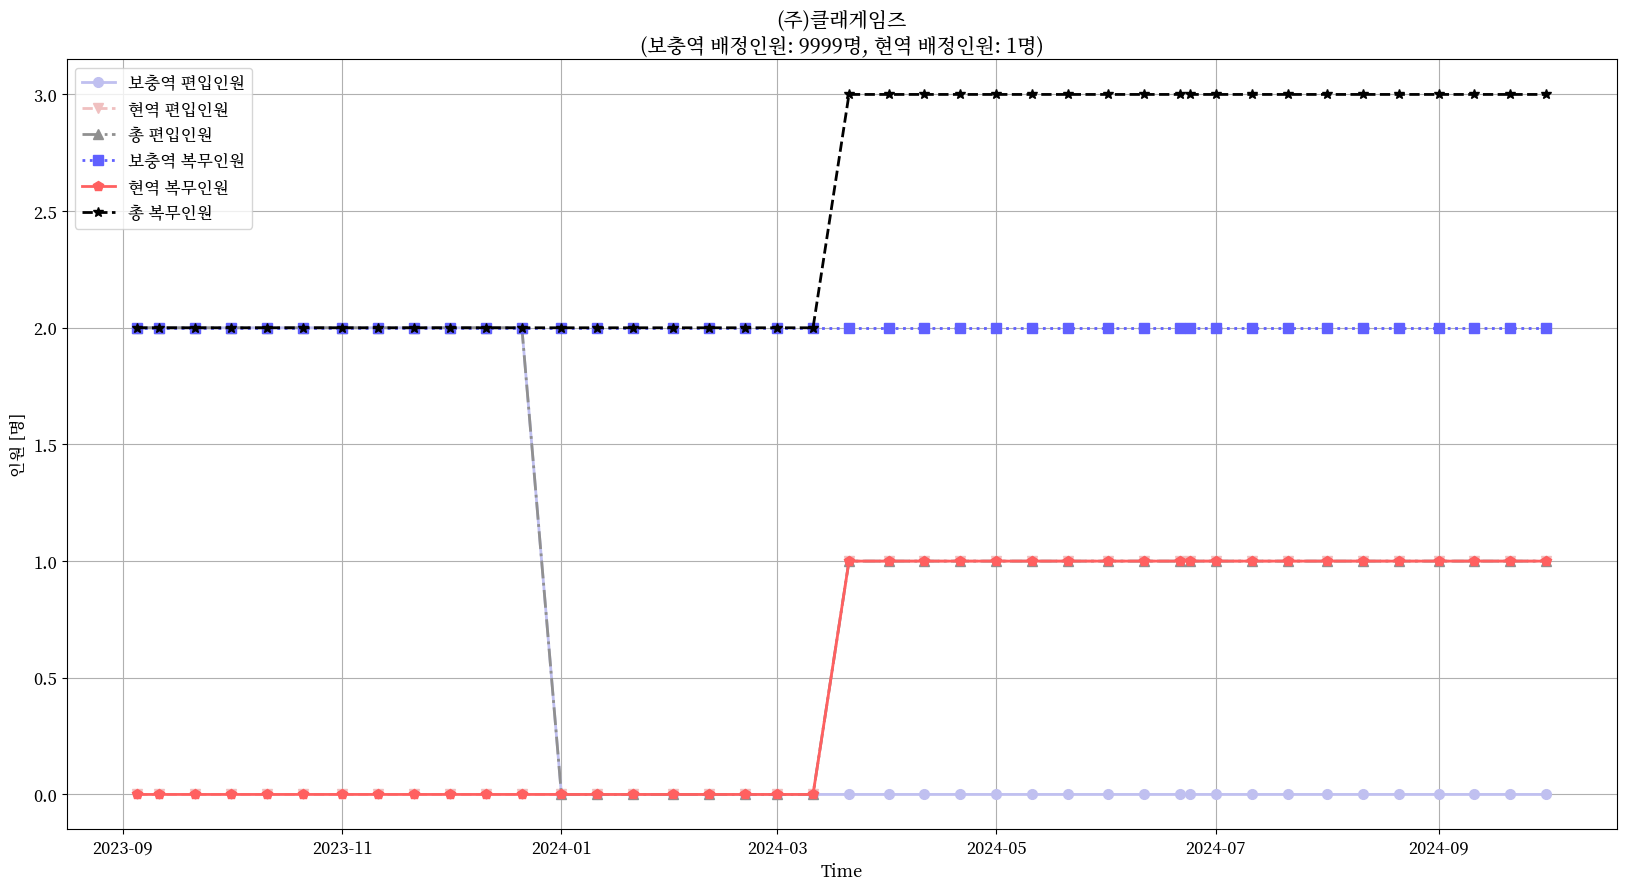 (주)클래게임즈
(보충역 배정인원: 9999명, 현역 배정인원: 1명)
보충역 편입인원
현역 편입인원
총 편입인원
보충역 복무인원
현역 복무인원
총 복무인원
3.0
2.5
2.0
1.5
1.0
0.5
0.0
인원 [명]
2023-09
2023-11
2024-01
2024-03
2024-05
2024-07
2024-09
Time